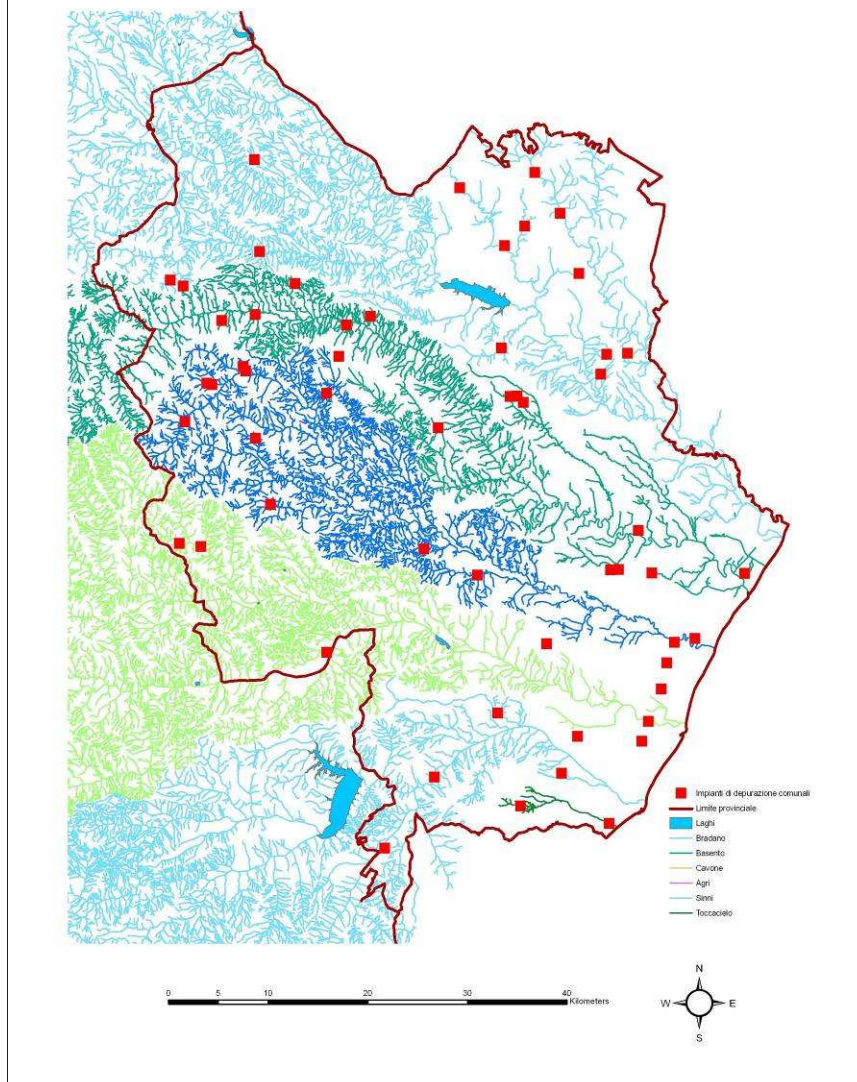 Impianti di depurazione comunali
Limite provinciale
Laghi
Bradano
Basento
Cavone
Agri
Sinni
Toccacielo
0 5 10 20 30 40
Kilometers
N
W E
S